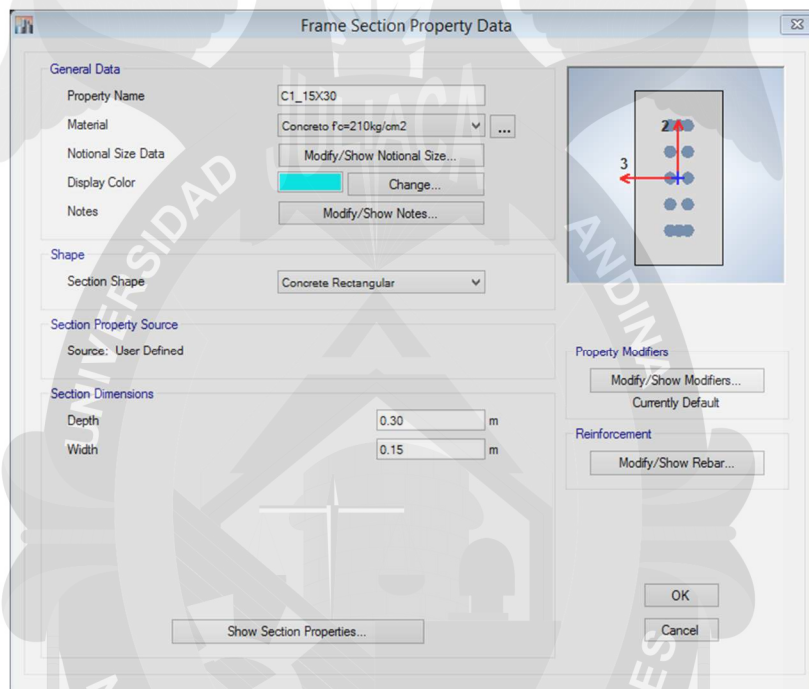 Frame Section Property Data
General Data
Property Name C1_15X30
Material Concreto f'c=210kg/cm2 ...
Notional Size Data Modify/Show Notional Size...
Display Color Change...
Notes Modify/Show Notes...
2
3
Shape
Section Shape Concrete Rectangular
Section Property Source
Source: User Defined
Property Modifiers
Modify/Show Modifiers...
Currently Default
Section Dimensions
Depth 0.30 m
Width 0.15 m
Reinforcement
Modify/Show Rebar...
Show Section Properties...
OK
Cancel
UNIVERSIDAD
ANDINA